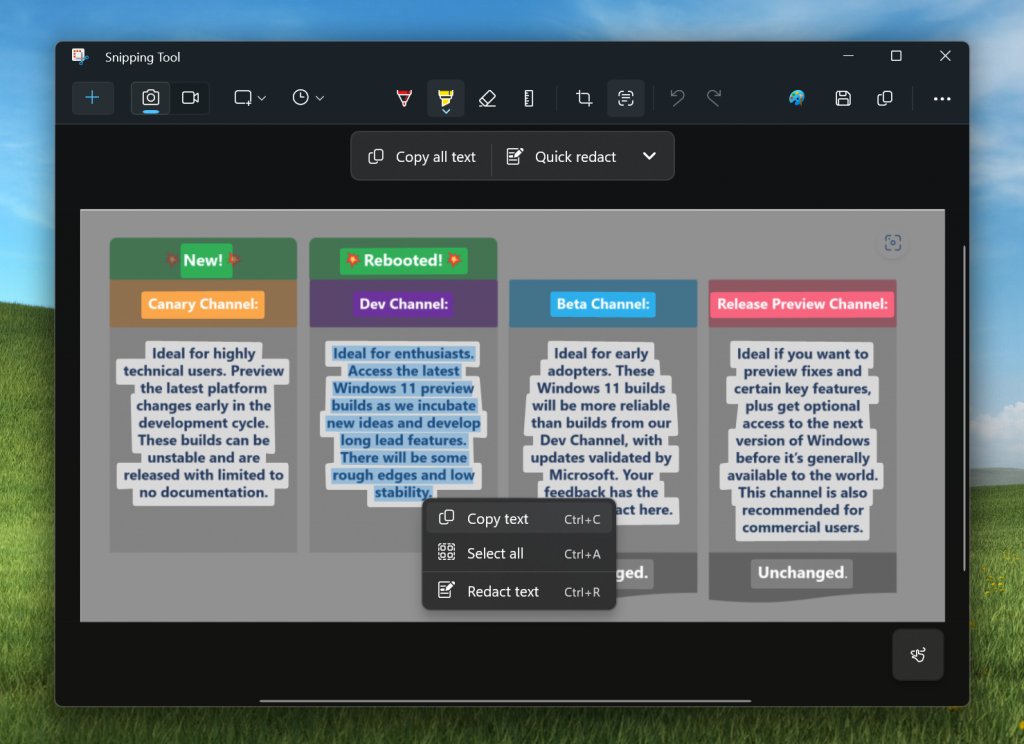 Snipping Tool
Copy all text
Quick redact
New!
Canary Channel:
Ideal for highly
technical users. Preview
the latest platform
changes early in the
development cycle.
These builds can be
unstable and are
released with limited to
no documentation.
Rebooted!
Dev Channel:
Ideal for enthusiasts.
Access the latest
Windows 11 preview
builds as we incubate
new ideas and develop
long lead features.
There will be some
rough edges and low
stability.
Beta Channel:
Ideal for early
adopters. These
Windows 11 builds
will be more reliable
than builds from our
Dev Channel, with
updates validated by
Microsoft. Your
feedback has the
here.
Release Preview Channel:
Ideal if you want to
preview fixes and
certain key features,
plus get optional
access to the next
version of Windows
before it's generally
available to the world.
This channel is also
recommended for
commercial users.
Unchanged.
Copy text Ctrl+C
Select all Ctrl+A
Redact text Ctrl+R